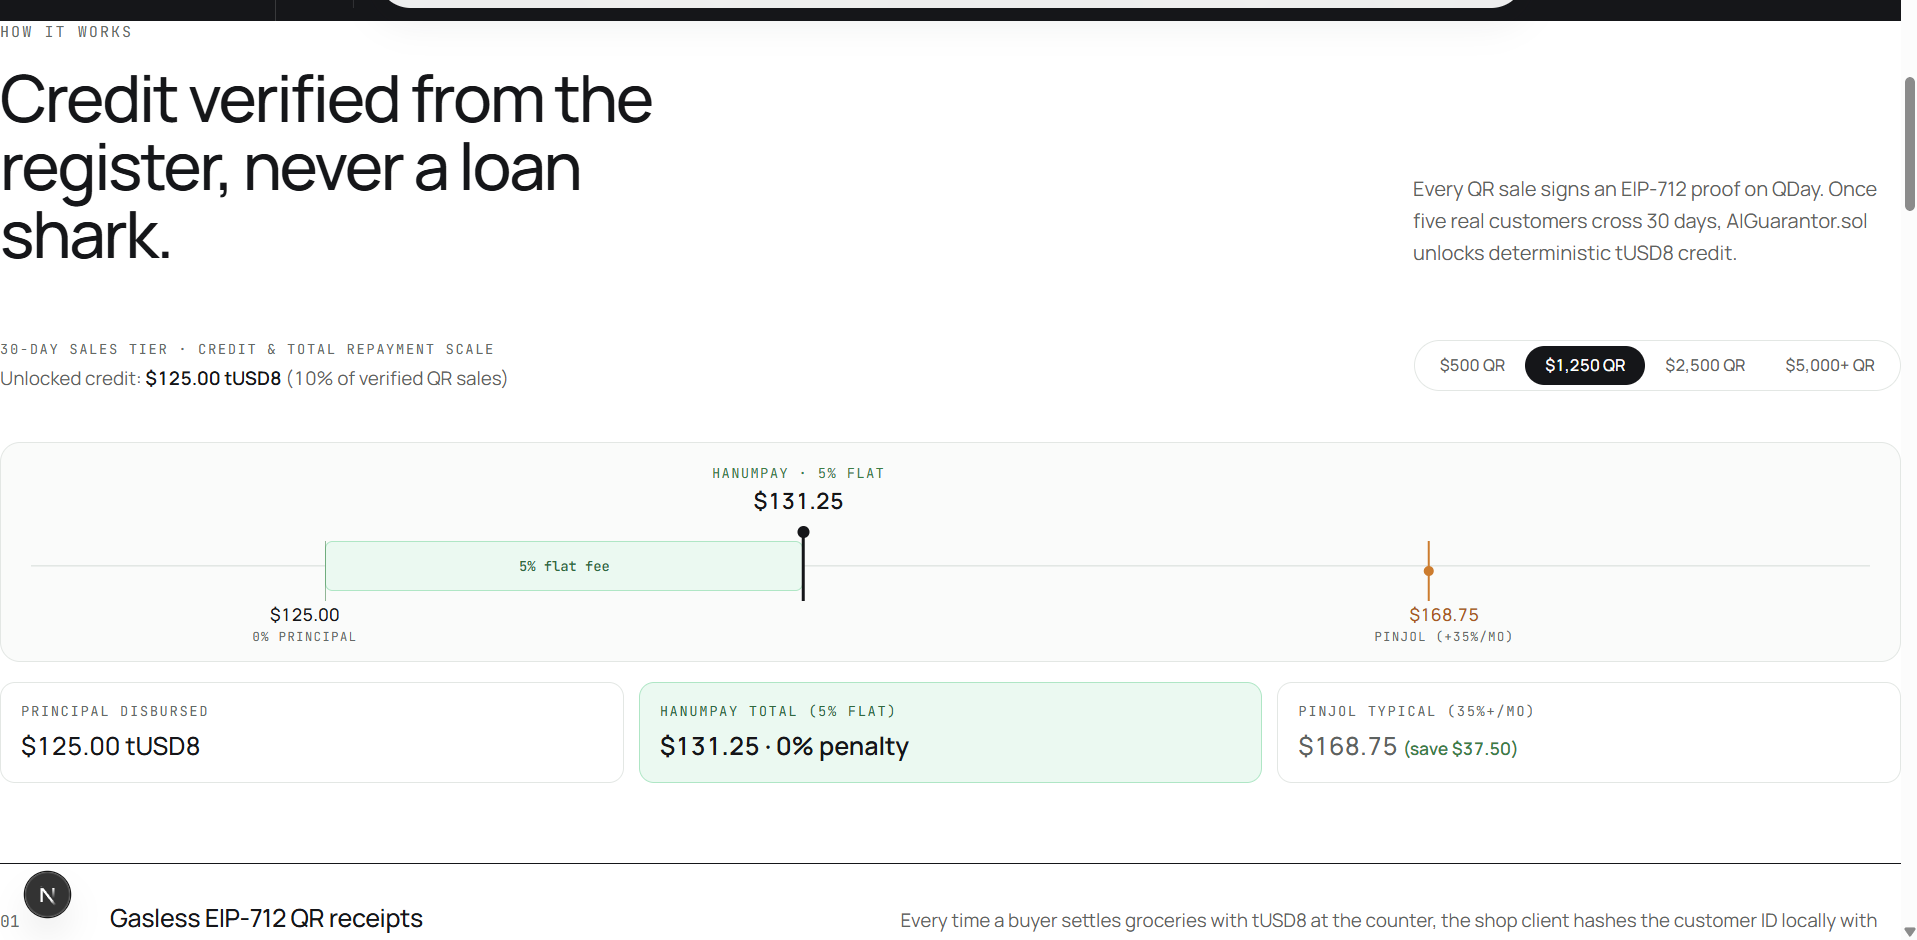 HOW IT WORKS
Credit verified from the
register, never a loan
shark.
Every QR sale signs an EIP-712 proof on QDay. Once
five real customers cross 30 days, AIGuarantor.sol
unlocks deterministic tUSD8 credit.
30-DAY SALES TIER · CREDIT & TOTAL REPAYMENT SCALE
Unlocked credit: $125.00 tUSD8 (10% of verified QR sales)
$500 QR
$1,250 QR
$2,500 QR
$5,000+ QR
HANUMPAY · 5% FLAT
$131.25
5% flat fee
$125.00
0% PRINCIPAL
$168.75
PINJOL (+35%/MO)
PRINCIPAL DISBURSED
$125.00 tUSD8
HANUMPAY TOTAL (5% FLAT)
$131.25 · 0% penalty
PINJOL TYPICAL (35%+/MO)
$168.75 (save $37.50)
N
01
Gasless EIP-712 QR receipts
Every time a buyer settles groceries with tUSD8 at the counter, the shop client hashes the customer ID locally with